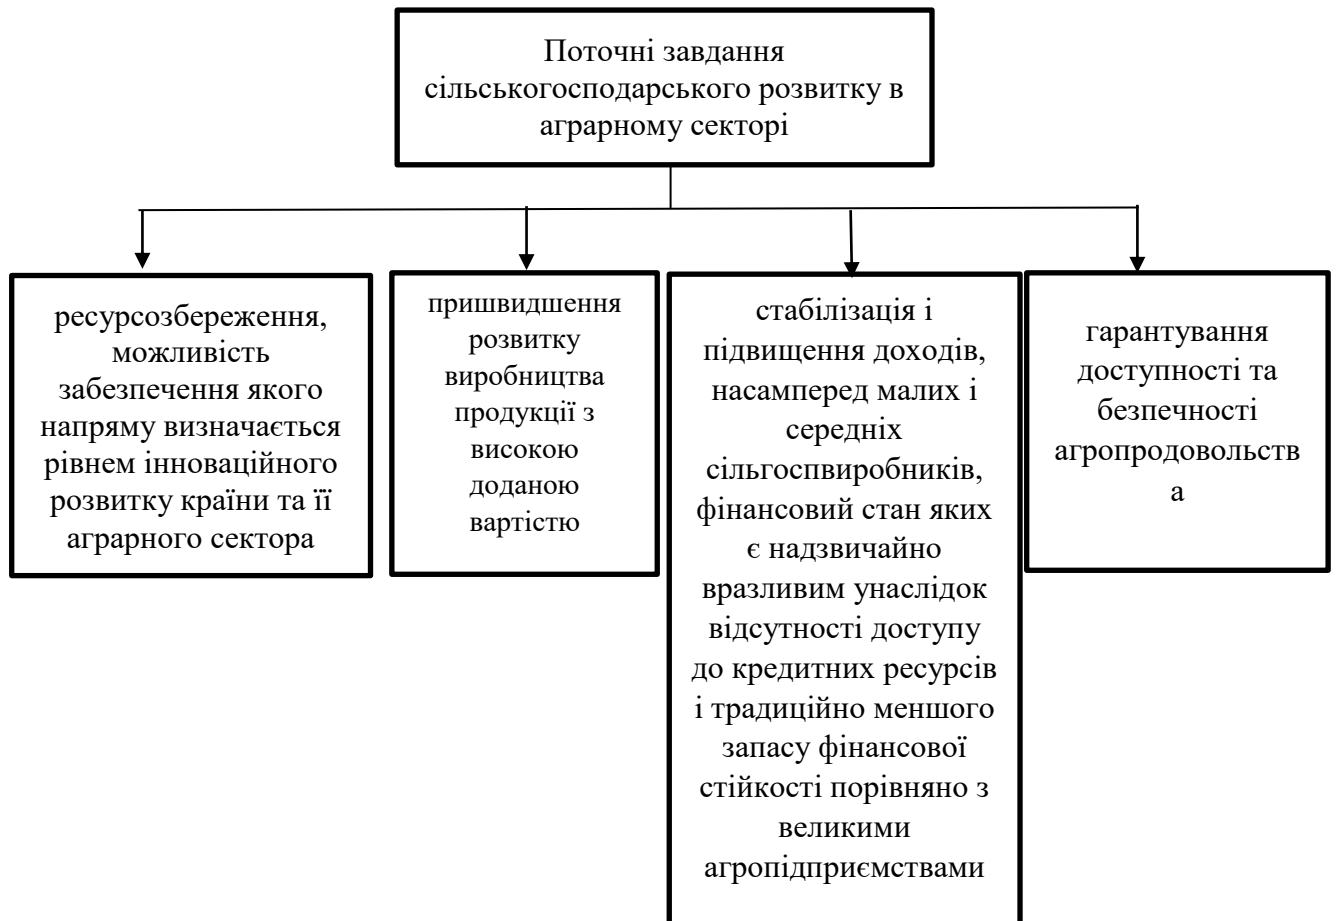 Поточні завдання
сільськогосподарського розвитку в
аграрному секторі
ресурсозбереження,
можливість
забезпечення якого
напряму визначається
рівнем інноваційного
розвитку країни та її
аграрного сектора
пришвидшення
розвитку
виробництва
продукції з
високою
доданою
вартістю
стабілізація і
підвищення доходів,
насамперед малих і
середніх
сільгоспвиробників,
фінансовий стан яких
є надзвичайно
вразливим унаслідок
відсутності доступу
до кредитних ресурсів
і традиційно меншого
запасу фінансової
стійкості порівняно з
великими
агропідприємствами
гарантування
доступності та
безпечності
агропродовольств
а